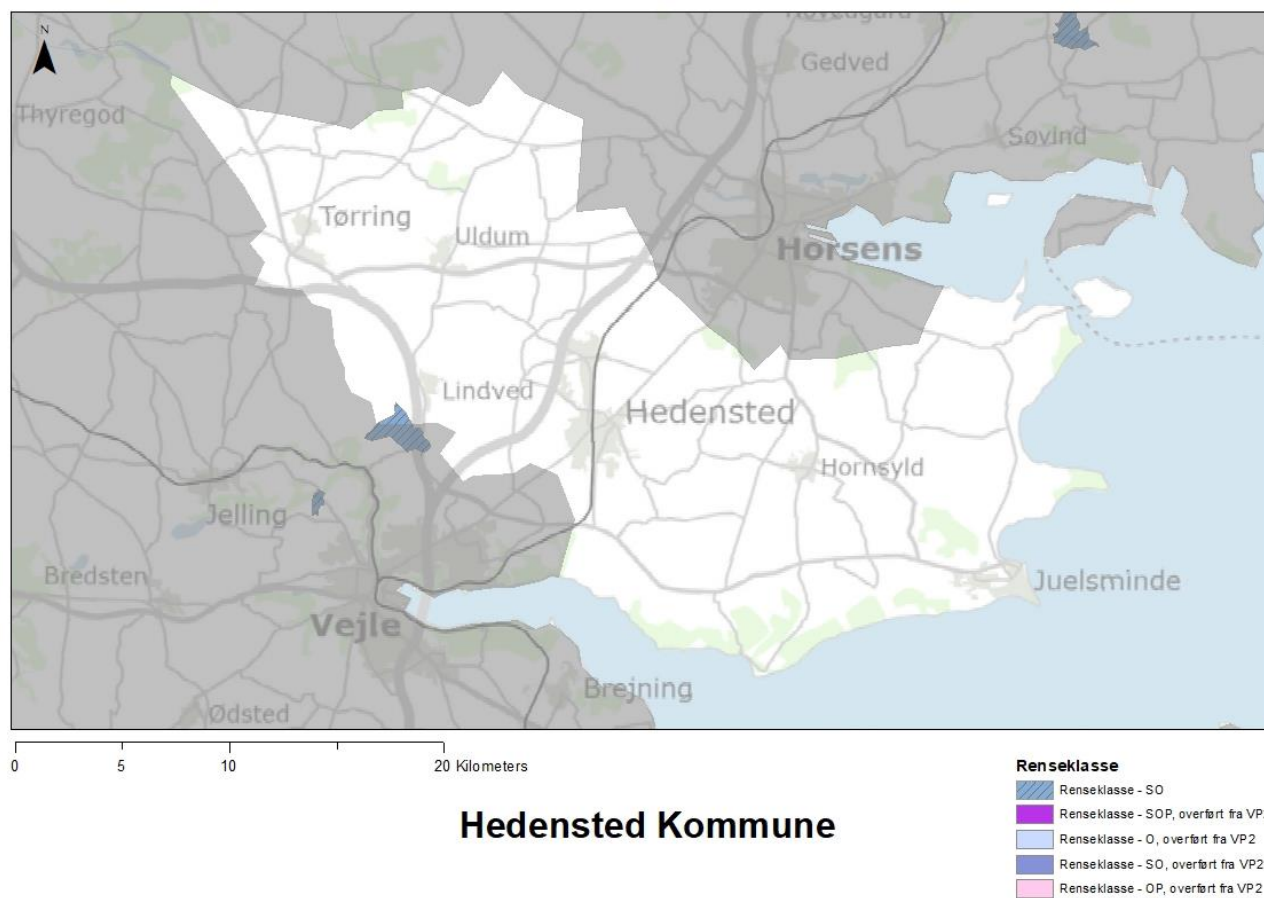 N
Hovedgård
Gedved
Thyregod
Søvind
Tørring
Uldum
Horsens
Lindved
Hedensted
Hornsyld
Jelling
Bredsten
Juelsminde
Vejle
Brejning
Ødsted
0 5 10 20 Kilometers
Hedensted Kommune
Renseklasse
Renseklasse - SO
Renseklasse - SOP, overført fra VP2
Renseklasse - O, overført fra VP2
Renseklasse - SO, overført fra VP2
Renseklasse - OP, overført fra VP2